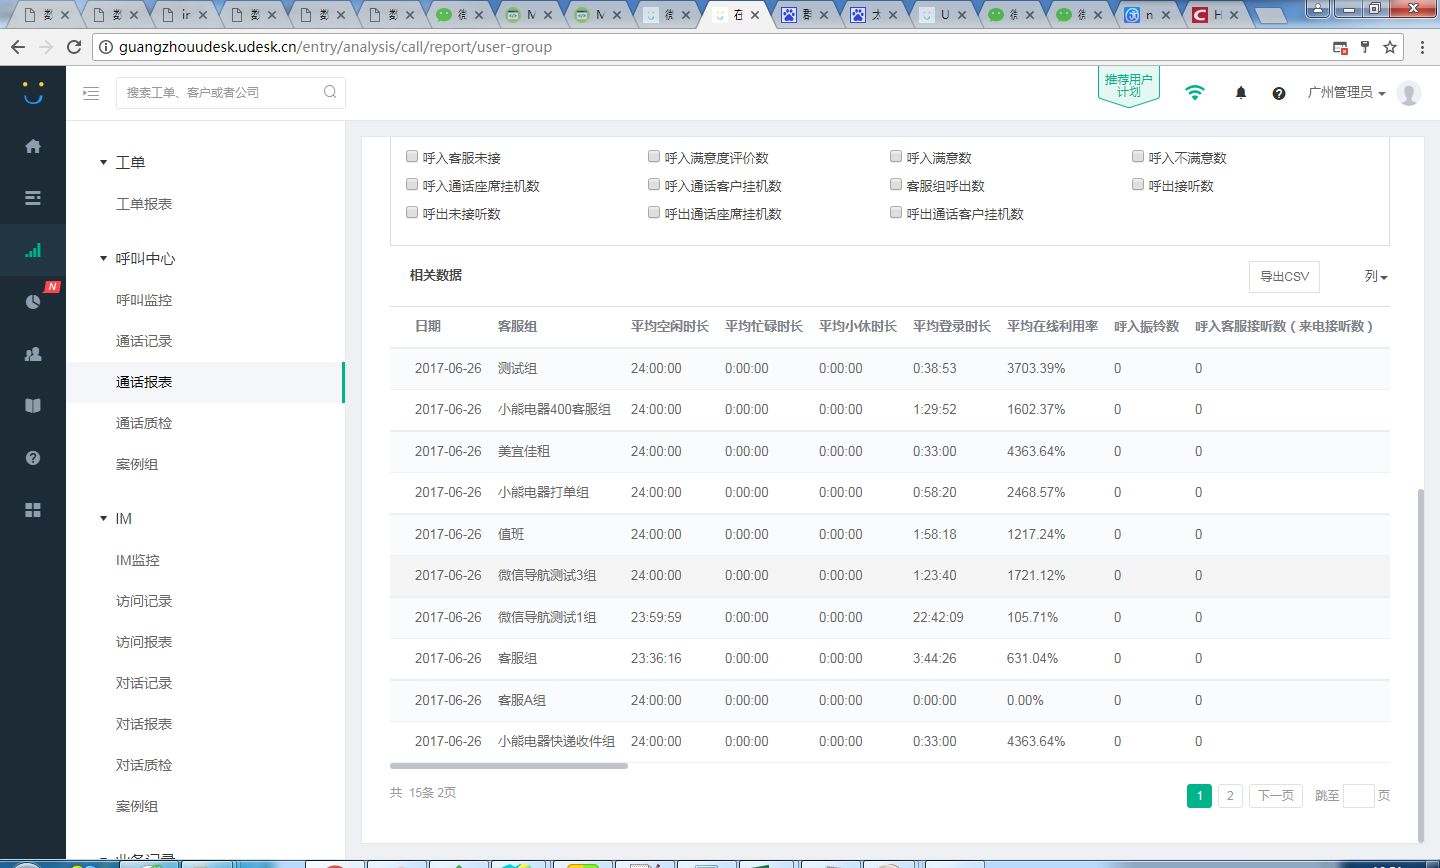 guangzhouudesk.udesk.cn/entry/analysis/call/report/user-group
搜索工单、客户或者公司
推荐用户
计划
广州管理员
N
工单
工单报表
呼叫中心
呼叫监控
通话记录
通话报表
通话质检
案例组
IM
IM监控
访问记录
访问报表
对话记录
对话报表
对话质检
案例组
业务记录
呼入客服未接 呼入满意度评价数 呼入满意数 呼入不满意数
呼入通话座席挂机数 呼入通话客户挂机数 客服组呼出数 呼出接听数
呼出未接听数 呼出通话座席挂机数 呼出通话客户挂机数
相关数据 导出CSV 列
日期 客服组 平均空闲时长 平均忙碌时长 平均小休时长 平均登录时长 平均在线利用率 呼入振铃数 呼入客服接听数（来电接听数）
2017-06-26 测试组 24:00:00 0:00:00 0:00:00 0:38:53 3703.39% 0 0
2017-06-26 小熊电器400客服组 24:00:00 0:00:00 0:00:00 1:29:52 1602.37% 0 0
2017-06-26 美宜佳租 24:00:00 0:00:00 0:00:00 0:33:00 4363.64% 0 0
2017-06-26 小熊电器打单组 24:00:00 0:00:00 0:00:00 0:58:20 2468.57% 0 0
2017-06-26 值班 24:00:00 0:00:00 0:00:00 1:58:18 1217.24% 0 0
2017-06-26 微信导航测试3组 24:00:00 0:00:00 0:00:00 1:23:40 1721.12% 0 0
2017-06-26 微信导航测试1组 23:59:59 0:00:00 0:00:00 22:42:09 105.71% 0 0
2017-06-26 客服组 23:36:16 0:00:00 0:00:00 3:44:26 631.04% 0 0
2017-06-26 客服A组 24:00:00 0:00:00 0:00:00 0:00:00 0.00% 0 0
2017-06-26 小熊电器快递收件组 24:00:00 0:00:00 0:00:00 0:33:00 4363.64% 0 0
共 15条 2页 1 2 下一页 跳至 页